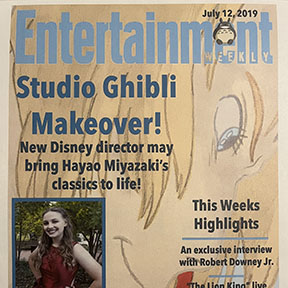 July 12, 2019
Entertainment
WEEKLY
Studio Ghibli
Makeover!
New Disney director may
bring Hayao Miyazaki's
classics to life!
This Weeks
Highlights
An exclusive interview
with Robert Downey Jr.
"The Lion King" live